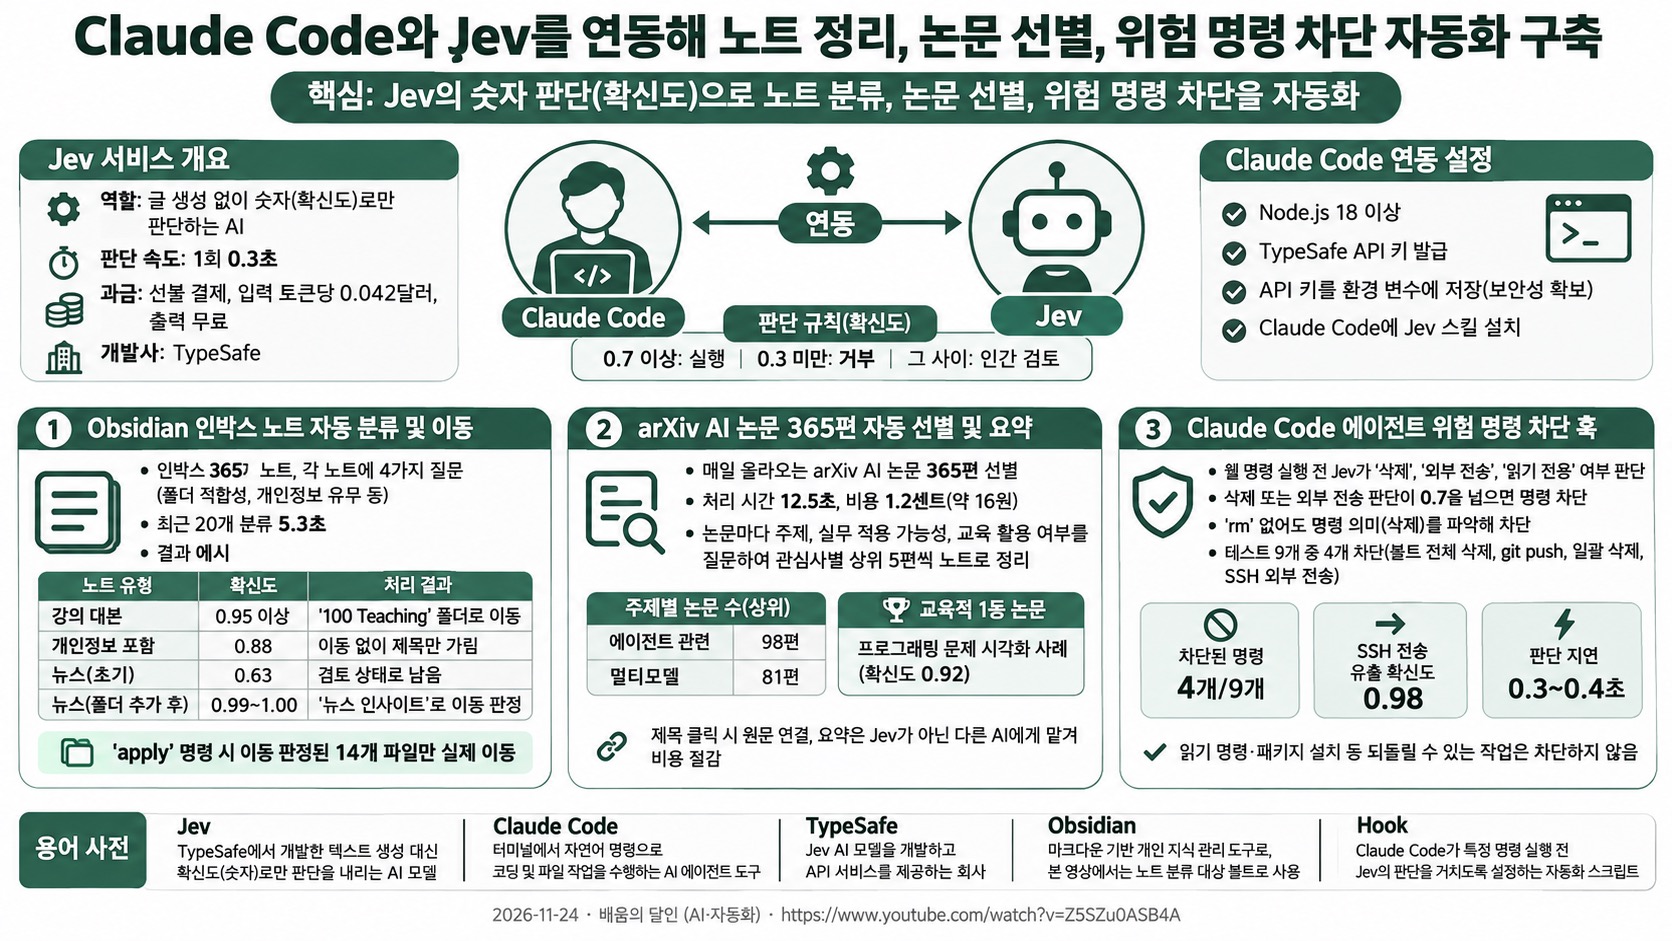 Claude Code와 Jev를 연동해 노트 정리, 논문 선별, 위험 명령 차단 자동화 구축
핵심: Jev의 숫자 판단(확신도)으로 노트 분류, 논문 선별, 위험 명령 차단을 자동화
Jev 서비스 개요
역할: 글 생성 없이 숫자(확신도)로만
판단하는 AI
판단 속도: 1회 0.3초
과금: 선불 결제, 입력 토큰당 0.042달러,
출력 무료
개발사: TypeSafe
</>
Claude Code
연동
Jev
판단 규칙(확신도)
0.7 이상: 실행 | 0.3 미만: 거부 | 그 사이: 인간 검토
Claude Code 연동 설정
>_
Node.js 18 이상
TypeSafe API 키 발급
API 키를 환경 변수에 저장(보안성 확보)
Claude Code에 Jev 스킬 설치
1 Obsidian 인박스 노트 자동 분류 및 이동
• 인박스 노트, 각 노트에 4가지 질문
(폴더 적합성, 개인정보 유무 등)
• 최근 20개 분류 5.3초
• 결과 에시
노트 유형 확신도 처리 결과
강의 대본 0.95 이상 '100 Teaching' 폴더로 이동
개인정보 포함 0.88 이동 없이 제목만 가림
뉴스(초기) 0.63 검토 상태로 남음
뉴스(폴더 추가 후) 0.99~1.00 '뉴스 인사이트'로 이동 판정
'apply' 명령 시 이동 판정된 14개 파일만 실제 이동
2 arXiv AI 논문 365편 자동 선별 및 요약
• 매일 올라오는 arXiv AI 논문 365편 선별
• 처리 시간 12.5초, 비용 1.2센트(약 16원)
• 논문마다 주제, 실무 적용 가능성, 교육 활용 여부를
질문하여 관심사별 상위 5편씩 노트로 정리
주제별 논문 수(상위)
에이전트 관련 98편
멀티모델 81편
교육적 1동 논문
프로그래밍 문제 시각화 사례
(확신도 0.92)
제목 클릭 시 원문 연결, 요약은 Jev가 아닌 다른 AI에게 맡겨
비용 절감
3 Claude Code 에이전트 위험 명령 차단 훅
• 웰 명령 실행 전 Jev가 '삭제', '외부 전송', '읽기 전용' 여부 판단
• 삭제 또는 외부 전송 판단이 0.7을 넘으면 명령 차단
• 'rm' 없어도 명령 의미(삭제)를 파악해 차단
• 테스트 9개 중 4개 차단(볼트 전체 삭제, git push, 일괄 삭제,
SSH 외부 전송)
차단된 명령
4개/9개
SSH 전송
유출 확신도
0.98
판단 지연
0.3~0.4초
읽기 명령·패키지 설치 등 되돌릴 수 있는 작업은 차단하지 않음
용어 사전
Jev
TypeSafe에서 개발한 텍스트 생성 대신
확신도(숫자)로만 판단을 내리는 AI 모델
Claude Code
터미널에서 자연어 명령으로
코딩 및 파일 작업을 수행하는 AI 에이전트 도구
TypeSafe
Jev AI 모델을 개발하고
API 서비스를 제공하는 회사
Obsidian
마크다운 기반 개인 지식 관리 도구로,
본 영상에서는 노트 분류 대상 볼트로 사용
Hook
Claude Code가 특정 명령 실행 전
Jev의 판단을 거치도록 설정하는 자동화 스크립트
2026-11-24 · 배움의 달인 (AI·자동화) · https://www.youtube.com/watch?v=Z5SZu0ASB4A